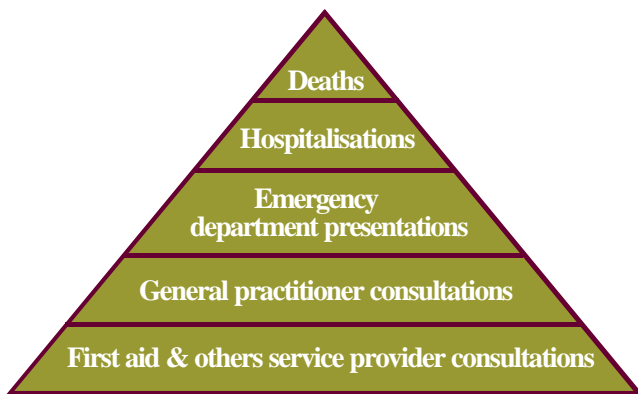 Deaths
Hospitalisations
Emergency
department presentations
General practitioner consultations
First aid & others service provider consultations